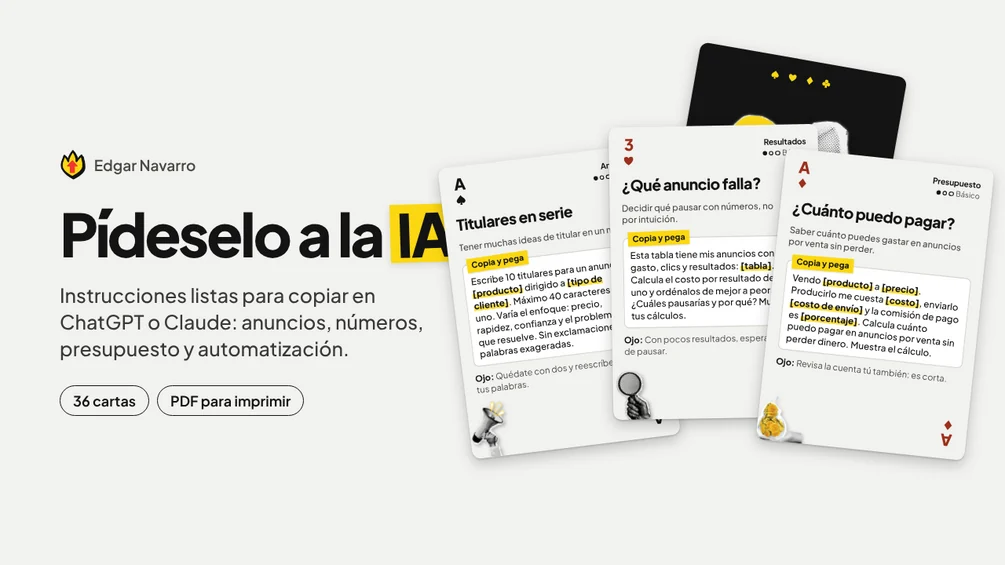 Edgar Navarro
Pídeselo a la IA
Instrucciones listas para copiar en
ChatGPT o Claude: anuncios, números,
presupuesto y automatización.
36 cartas
PDF para imprimir
A
Titulares en serie
Tener muchas ideas de titular en un
Copia y pega
Escribe 10 titulares para un
[producto] dirigido a [tipo de
cliente]. Máximo 40 caracteres
uno. Varía el enfoque: precio,
rapidez, confianza y el problema
que resuelve. Sin
palabras exageradas.
Ojo: Quédate con dos y
tus palabras.
3
Resultados
¿Qué anuncio falla?
Decidir qué pausar con números, no
por intuición.
Copia y pega
Esta tabla tiene mis anuncios con
gasto, clics y resultados: [tabla].
Calcula el costo por resultado de
uno y ordénalos de mejor a peor.
¿Cuáles pausarías y por qué?
tus cálculos.
Ojo: Con pocos resultados,
de pausar.
A
Presupuesto
Básico
¿Cuánto puedo pagar?
Saber cuánto puedes gastar en anuncios
por venta sin perder.
Copia y pega
Vendo [producto] a [precio].
Producirlo me cuesta [costo], enviarlo
[costo de envío] y la comisión de pago
es [porcentaje]. Calcula cuánto
puedo pagar en anuncios por venta sin
perder dinero. Muestra el cálculo.
Ojo: Revisa la cuenta tú también: es corta.
A